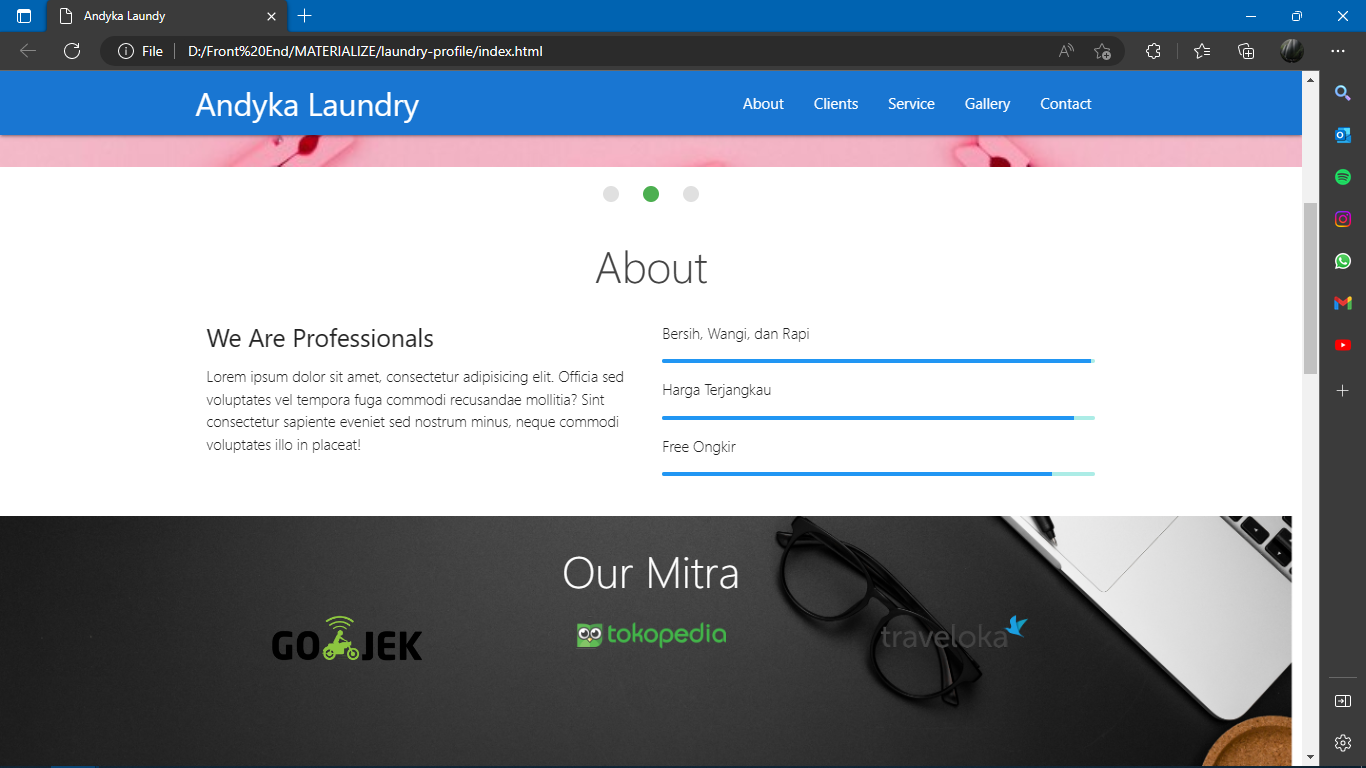 Andyka Laundy
File
D:/Front%20End/MATERIALIZE/laundry-profile/index.html
Andyka Laundry
About
Clients
Service
Gallery
Contact
About
We Are Professionals
Lorem ipsum dolor sit amet, consectetur adipisicing elit. Officia sed
voluptates vel tempora fuga commodi recusandae mollitia? Sint
consectetur sapiente eveniet sed nostrum minus, neque commodi
voluptates illo in placeat!
Bersih, Wangi, dan Rapi
Harga Terjangkau
Free Ongkir
Our Mitra
GOJEK
tokopedia
traveloka